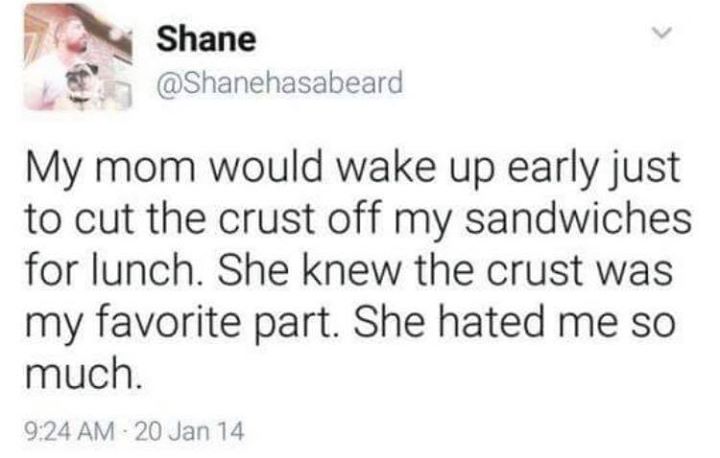 Shane
@Shanehasabeard
My mom would wake up early just
to cut the crust off my sandwiches
for lunch. She knew the crust was
my favorite part. She hated me so
much.
9:24 AM · 20 Jan 14